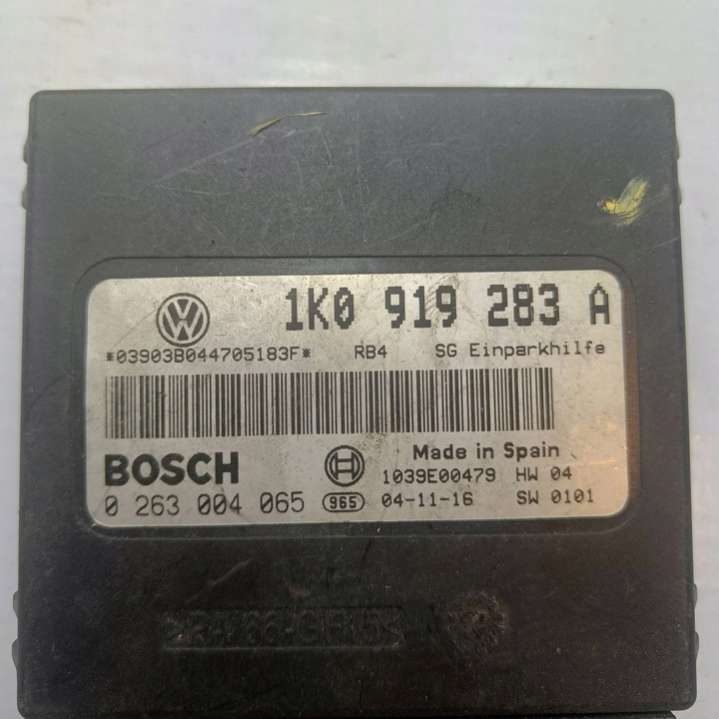 1K0 919 283 A
*03903B044705183F* RB4 SG Einparkhilfe
BOSCH Made in Spain
1039E00479 HW 04
0 263 004 065 965 04-11-16 SW 0101